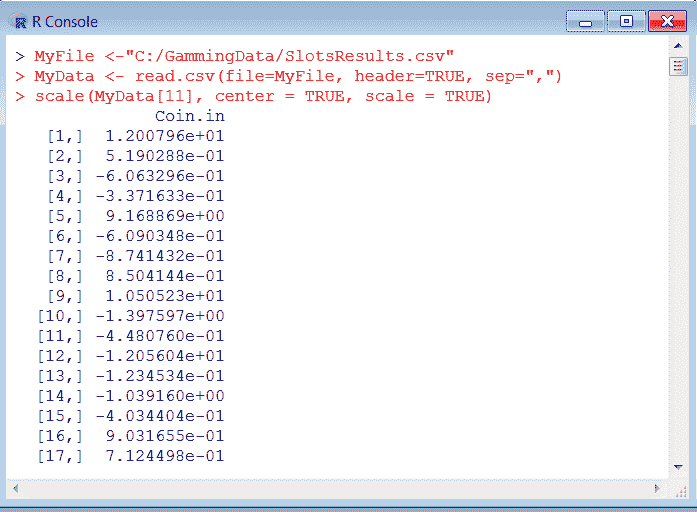 R Console
> MyFile <-"C:/GammingData/SlotsResults.csv"
> MyData <- read.csv(file=MyFile, header=TRUE, sep=",")
> scale(MyData[11], center = TRUE, scale = TRUE)
Coin.in
[1,] 1.200796e+01
[2,] 5.190288e-01
[3,] -6.063296e-01
[4,] -3.371633e-01
[5,] 9.168869e+00
[6,] -6.090348e-01
[7,] -8.741432e-01
[8,] 8.504144e-01
[9,] 1.050523e+01
[10,] -1.397597e+00
[11,] -4.480760e-01
[12,] -1.205604e+01
[13,] -1.234534e-01
[14,] -1.039160e+00
[15,] -4.034404e-01
[16,] 9.031655e-01
[17,] 7.124498e-01